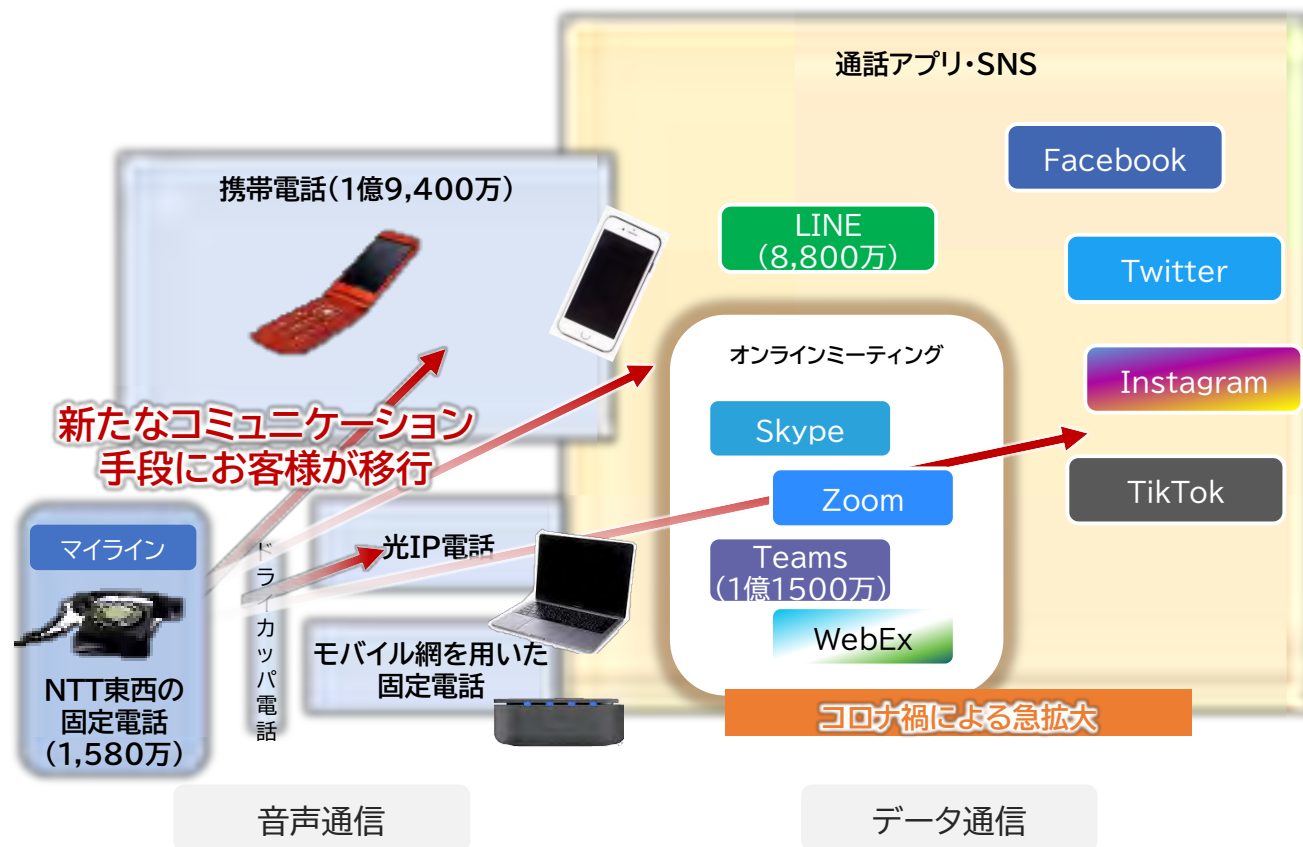 通話アプリ・SNS
Facebook
携帯電話(1億9,400万)
LINE
(8,800万)
Twitter
オンラインミーティング
Instagram
新たなコミュニケーション
手段にお客様が移行
Skype
Zoom
TikTok
マイライン
ドライカッパ電話
光IP電話
Teams
(1億1500万)
WebEx
モバイル網を用いた
固定電話
NTT東西の
固定電話
(1,580万)
コロナ禍による急拡大
音声通信
データ通信